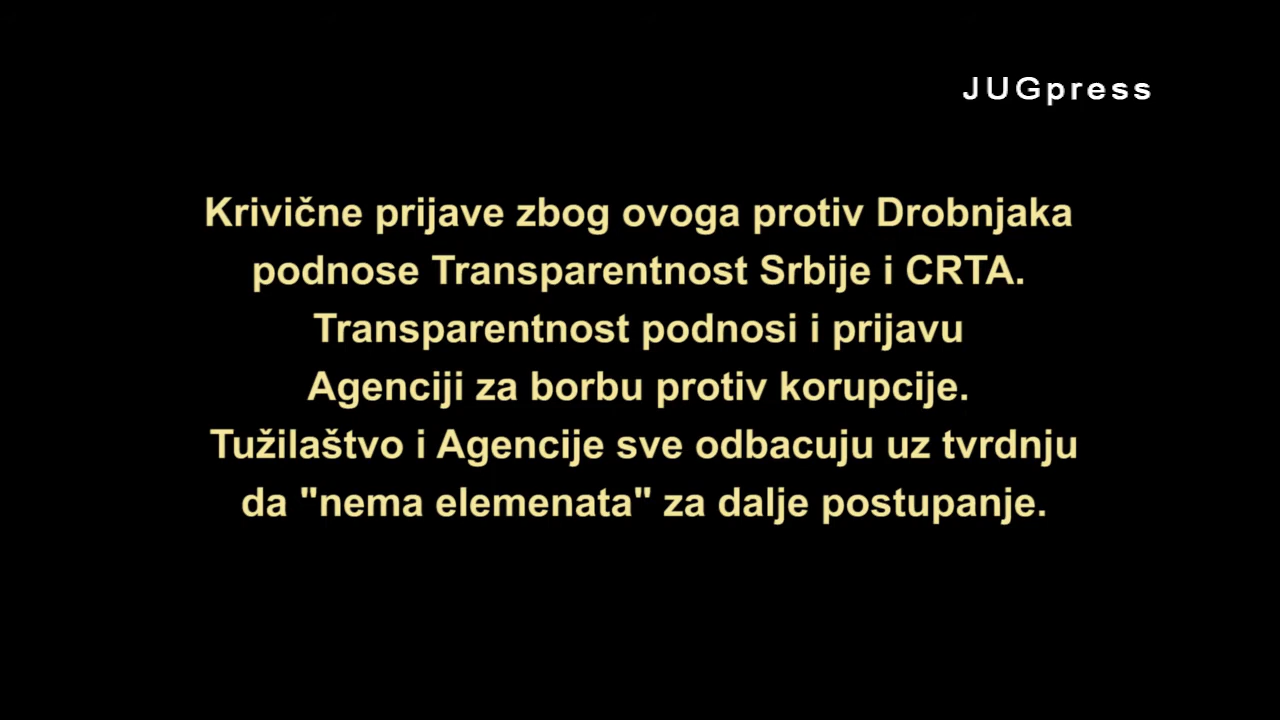 JUGpress
Krivične prijave zbog ovoga protiv Drobnjaka
podnose Transparentnost Srbije i CRTA.
Transparentnost podnosi i prijavu
Agenciji za borbu protiv korupcije.
Tužilaštvo i Agencije sve odbacuju uz tvrdnju
da "nema elemenata" za dalje postupanje.